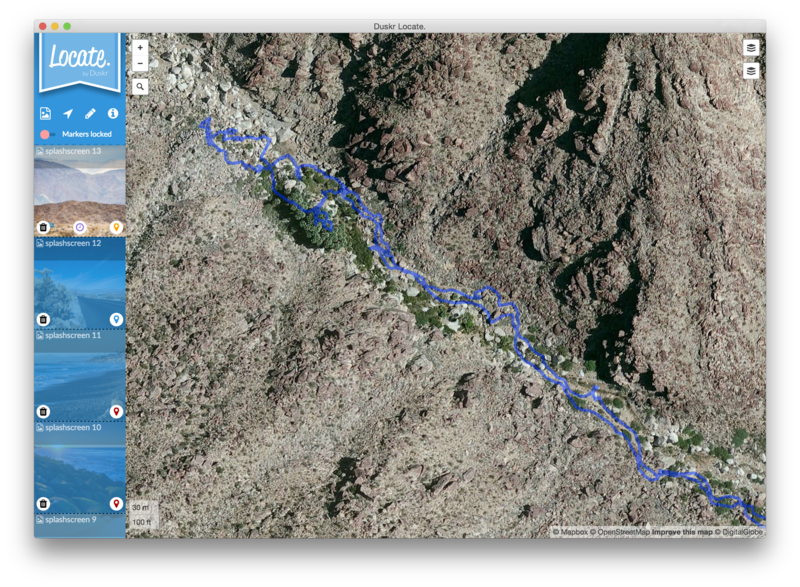 Duskr Locate.
Locate.
by Duskr
Markers locked
splashscreen 13
splashscreen 12
splashscreen 11
splashscreen 10
splashscreen 9
+
−
30 m
100 ft
© Mapbox © OpenStreetMap Improve this map © DigitalGlobe